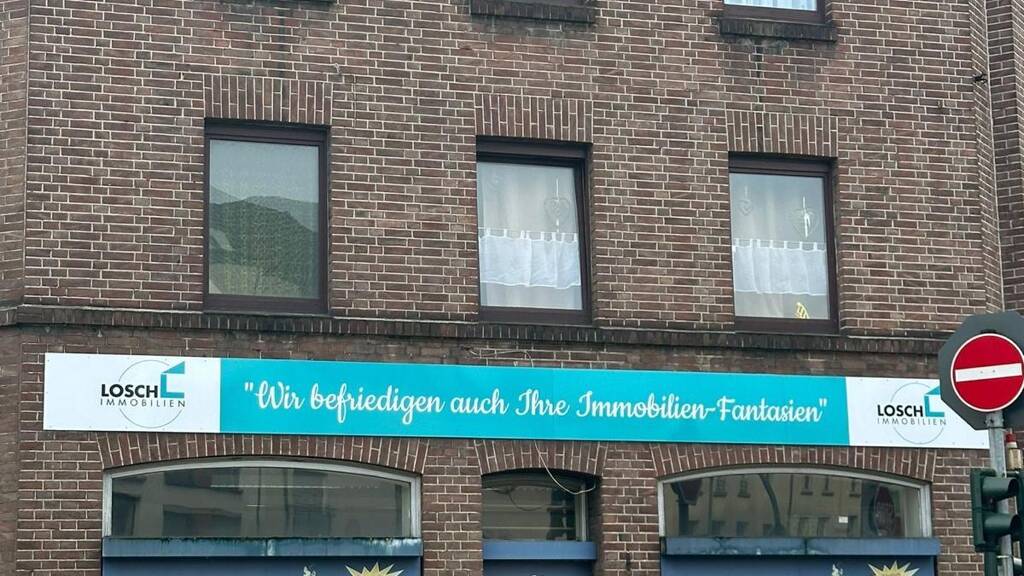 LOSCH
IMMOBILIEN
"Wir befriedigen auch Ihre Immobilien-Fantasien"
LOSCH
IMMOBILIEN